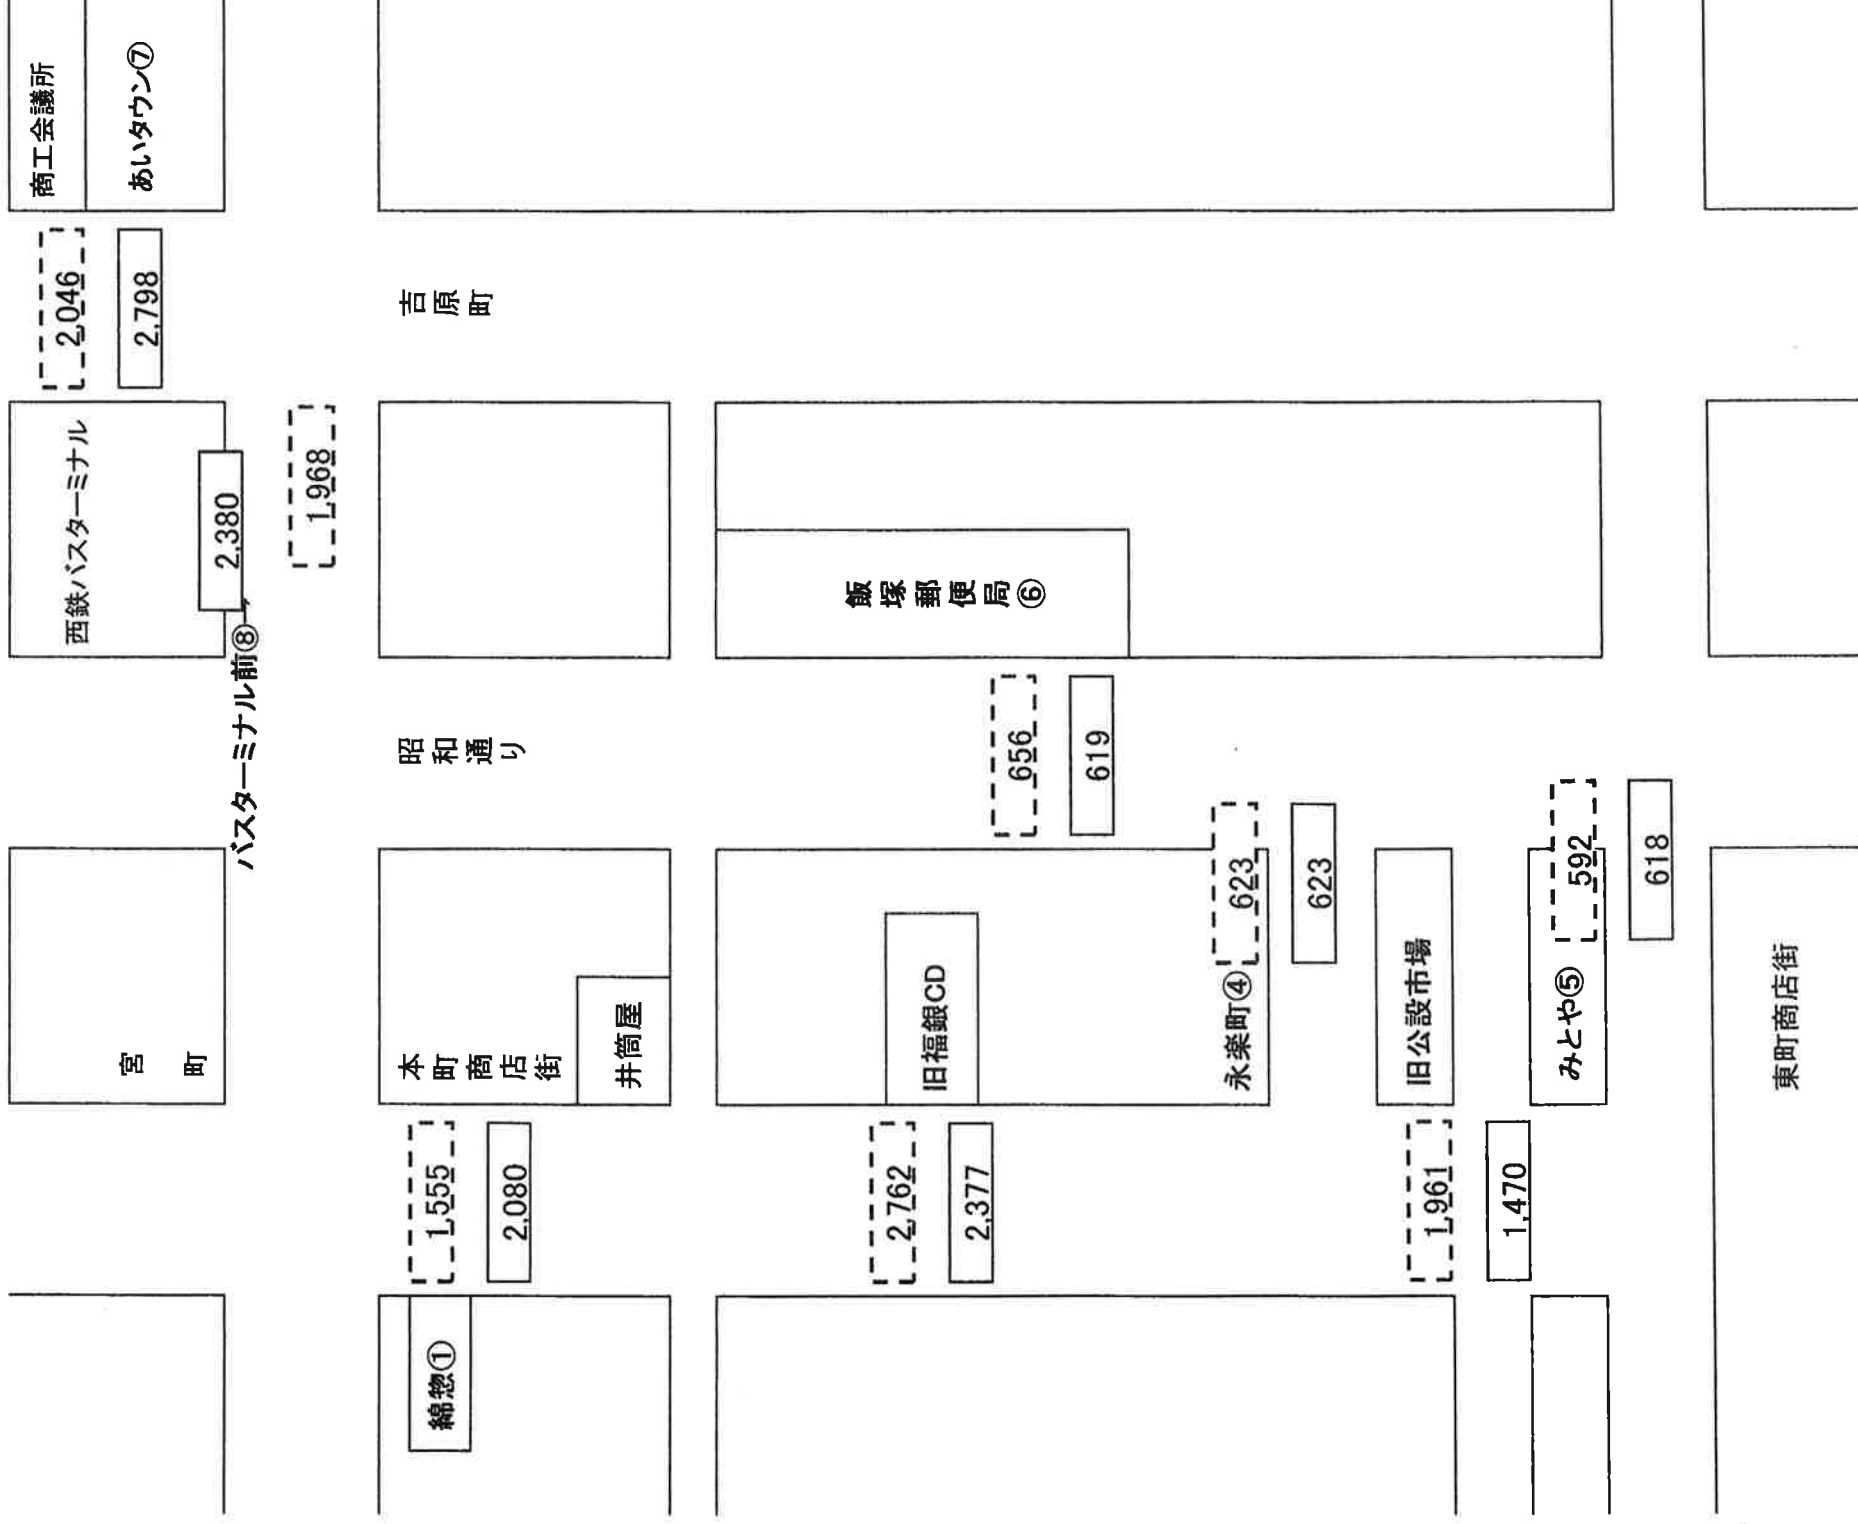 商工会議所
あいタウン⑦
2,046
2,798
吉原町
西鉄バスターミナル
2,380
1,968
バスターミナル前⑧
飯塚郵便局⑥
昭和通り
656
619
宮町
本町商店街
井筒屋
旧福銀CD
永楽町④
623
623
旧公設市場
みとや⑤
592
618
東町商店街
1,555
2,080
2,762
2,377
1,961
1,470
綿惣①